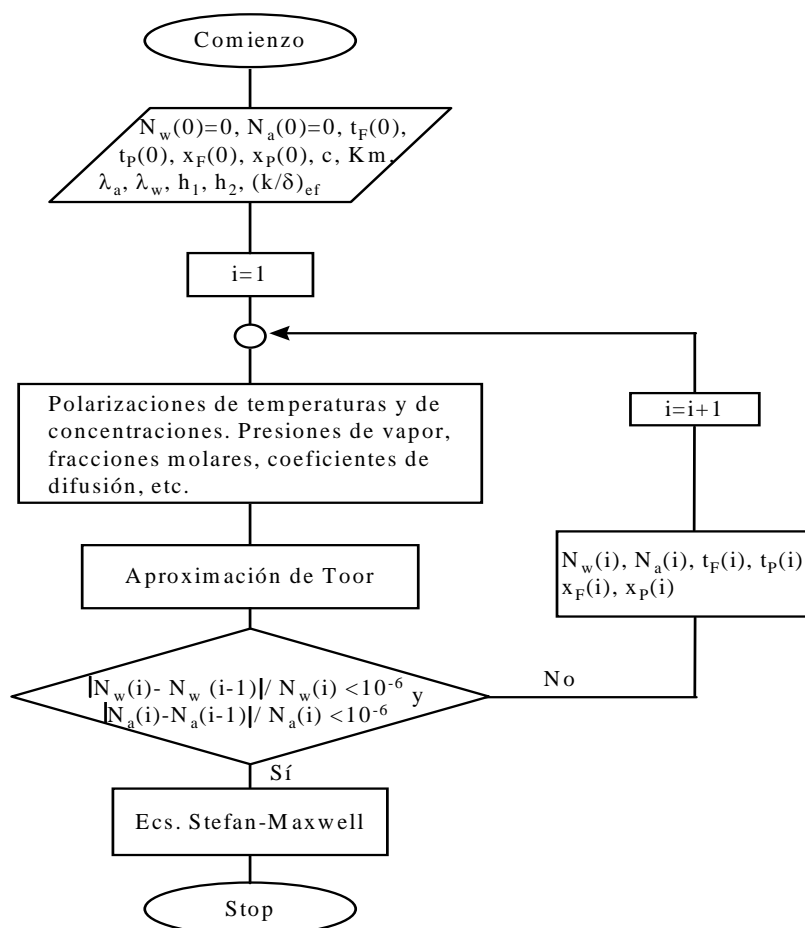 Comienzo
N_w(0)=0, N_a(0)=0, t_F(0),
t_P(0), x_F(0), x_P(0), c, Km,
λ_a, λ_w, h_1, h_2, (k/δ)_ef
i=1
Polarizaciones de temperaturas y de
concentraciones. Presiones de vapor,
fracciones molares, coeficientes de
difusión, etc.
Aproximación de Toor
|N_w(i)- N_w (i-1)|/ N_w(i) <10^-6 y
|N_a(i)-N_a(i-1)|/ N_a(i) <10^-6
No
N_w(i), N_a(i), t_F(i), t_P(i)
x_F(i), x_P(i)
i=i+1
Sí
Ecs. Stefan-Maxwell
Stop